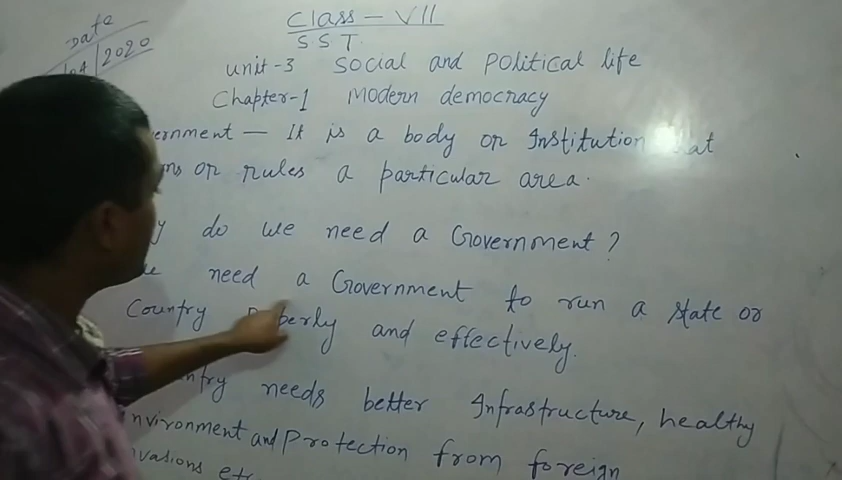 Class - VII
Date
2020
S.S T.
Unit-3 Social and Political life
Chapter-1 Modern democracy
ernment — It is a body or Institution at
ns or rules a particular area.
y do we need a Government?
need a Government to run a state or
Country perly and effectively.
ntry needs better Infrastructure, healthy
nvironment and Protection from foreign
nvasions etc